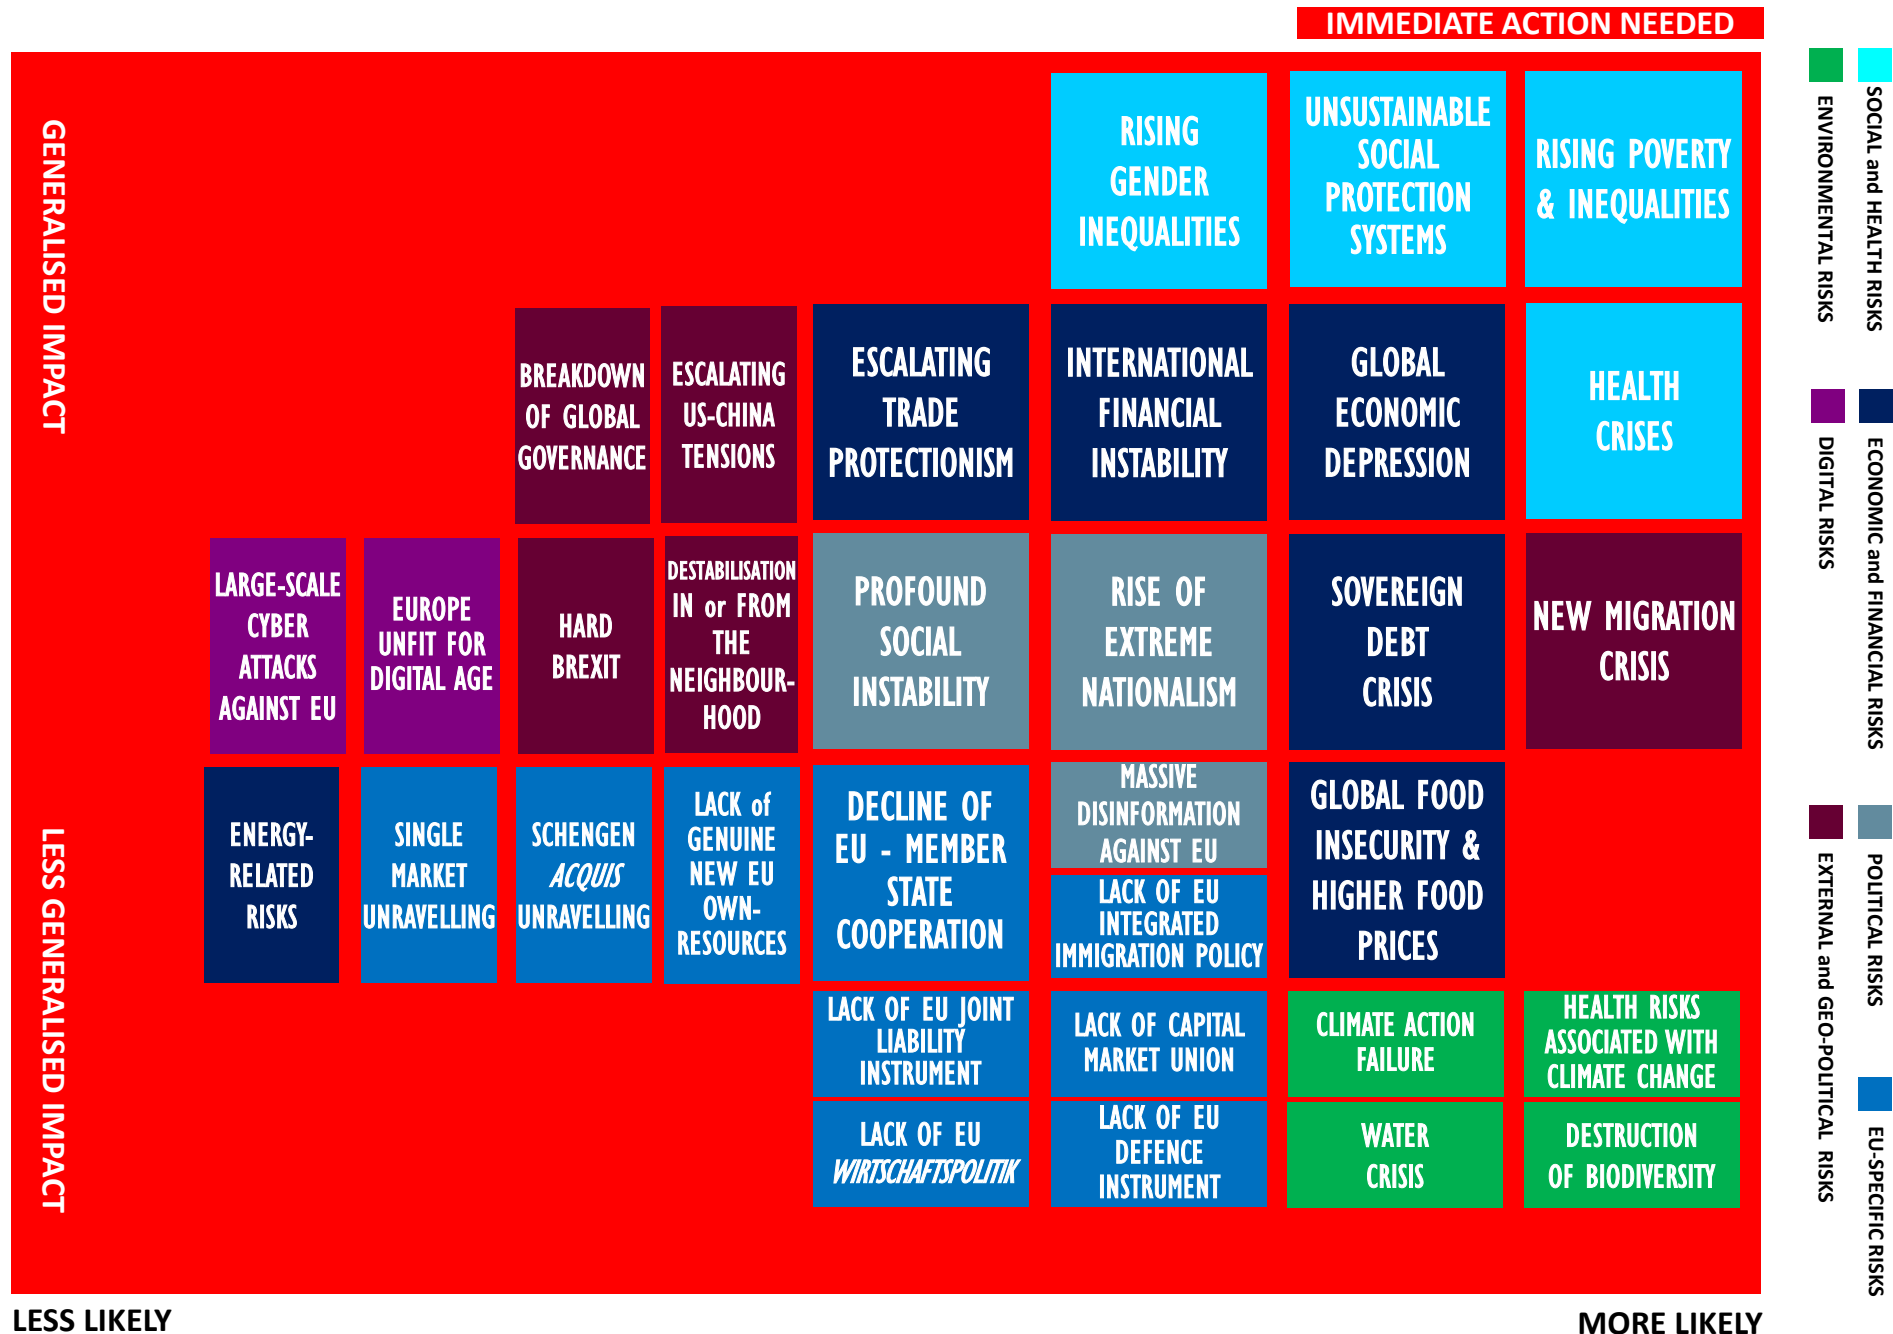 IMMEDIATE ACTION NEEDED
GENERALISED IMPACT
LESS GENERALISED IMPACT
RISING
GENDER
INEQUALITIES
UNSUSTAINABLE
SOCIAL
PROTECTION
SYSTEMS
RISING POVERTY
& INEQUALITIES
BREAKDOWN
OF GLOBAL
GOVERNANCE
ESCALATING
US-CHINA
TENSIONS
ESCALATING
TRADE
PROTECTIONISM
INTERNATIONAL
FINANCIAL
INSTABILITY
GLOBAL
ECONOMIC
DEPRESSION
HEALTH
CRISES
LARGE-SCALE
CYBER
ATTACKS
AGAINST EU
EUROPE
UNFIT FOR
DIGITAL AGE
HARD
BREXIT
DESTABILISATION
IN or FROM
THE
NEIGHBOUR-
HOOD
PROFOUND
SOCIAL
INSTABILITY
RISE OF
EXTREME
NATIONALISM
SOVEREIGN
DEBT
CRISIS
NEW MIGRATION
CRISIS
ENERGY-
RELATED
RISKS
SINGLE
MARKET
UNRAVELLING
SCHENGEN
ACQUIS
UNRAVELLING
LACK of
GENUINE
NEW EU
OWN-
RESOURCES
DECLINE OF
EU - MEMBER
STATE
COOPERATION
MASSIVE
DISINFORMATION
AGAINST EU
LACK OF EU
INTEGRATED
IMMIGRATION POLICY
GLOBAL FOOD
INSECURITY &
HIGHER FOOD
PRICES
LACK OF EU JOINT
LIABILITY
INSTRUMENT
LACK OF CAPITAL
MARKET UNION
CLIMATE ACTION
FAILURE
HEALTH RISKS
ASSOCIATED WITH
CLIMATE CHANGE
LACK OF EU
WIRTSCHAFTSPOLITIK
LACK OF EU
DEFENCE
INSTRUMENT
WATER
CRISIS
DESTRUCTION
OF BIODIVERSITY
LESS LIKELY
MORE LIKELY
ENVIRONMENTAL RISKS
SOCIAL and HEALTH RISKS
DIGITAL RISKS
ECONOMIC and FINANCIAL RISKS
EXTERNAL and GEO-POLITICAL RISKS
POLITICAL RISKS
EU-SPECIFIC RISKS